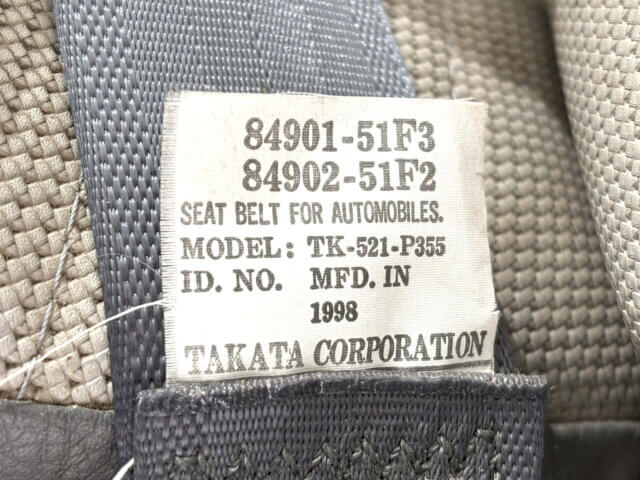 84901-51F3
84902-51F2
SEAT BELT FOR AUTOMOBILES.
MODEL: TK-521-P355
ID. NO. MFD. IN
1998
TAKATA CORPORATION